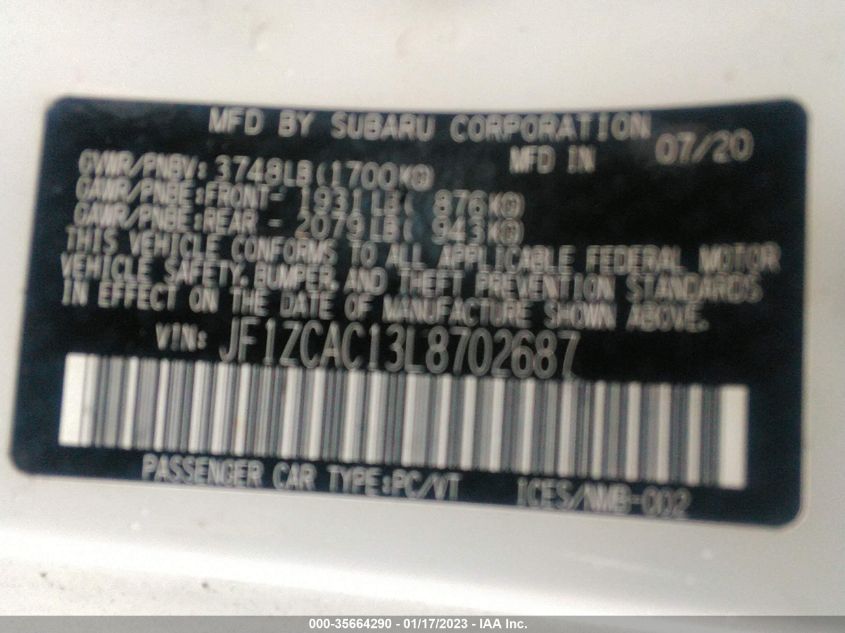 MFD BY SUBARU CORPORATION
MFD IN 07/20
GVWR/PNBV: 3748LB(1700KG)
GAWR/PNBE:FRONT- 1931LB( 876KG)
GAWR/PNBE:REAR - 2079LB( 943KG)
THIS VEHICLE CONFORMS TO ALL APPLICABLE FEDERAL MOTOR
VEHICLE SAFETY, BUMPER, AND THEFT PREVENTION STANDARDS
IN EFFECT ON THE DATE OF MANUFACTURE SHOWN ABOVE.
VIN: JF1ZCAC13L8702687
PASSENGER CAR TYPE:PC/VT ICES/NMB-002
000-35664290 - 01/17/2023 - IAA Inc.